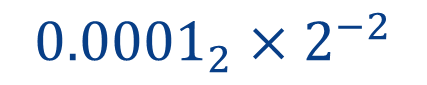 0.0001₂ × 2⁻²